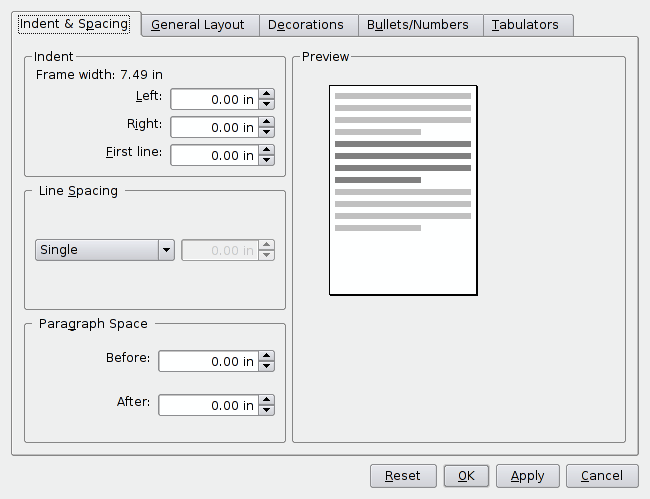 Indent & Spacing General Layout Decorations Bullets/Numbers Tabulators
Indent
Frame width: 7.49 in
Left: 0.00 in
Right: 0.00 in
First line: 0.00 in
Line Spacing
Single 0.00 in
Paragraph Space
Before: 0.00 in
After: 0.00 in
Preview
Reset OK Apply Cancel